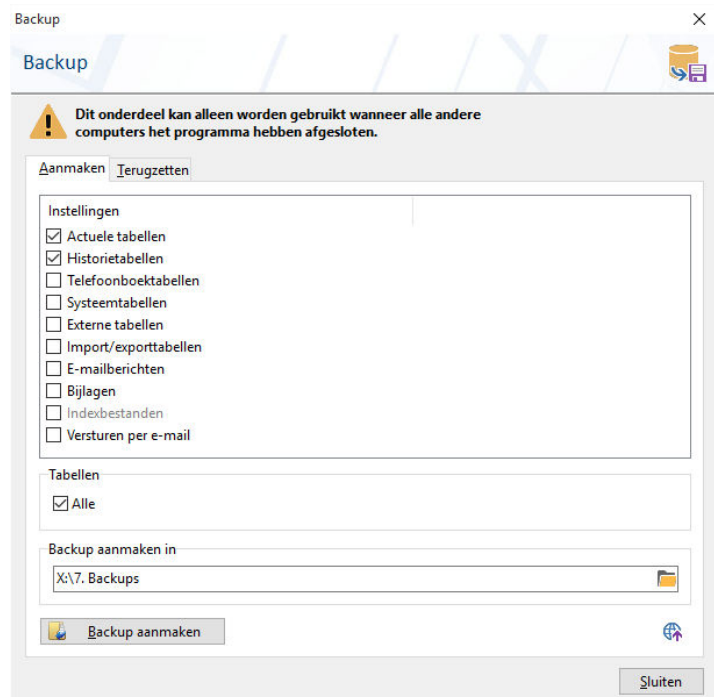 Backup
Backup
Dit onderdeel kan alleen worden gebruikt wanneer alle andere
computers het programma hebben afgesloten.
Aanmaken Terugzetten
Instellingen
Actuele tabellen
Historietabellen
Telefoonboektabellen
Systeemtabellen
Externe tabellen
Import/exporttabellen
E-mailberichten
Bijlagen
Indexbestanden
Versturen per e-mail
Tabellen
Alle
Backup aanmaken in
X:\7. Backups
Backup aanmaken
Sluiten